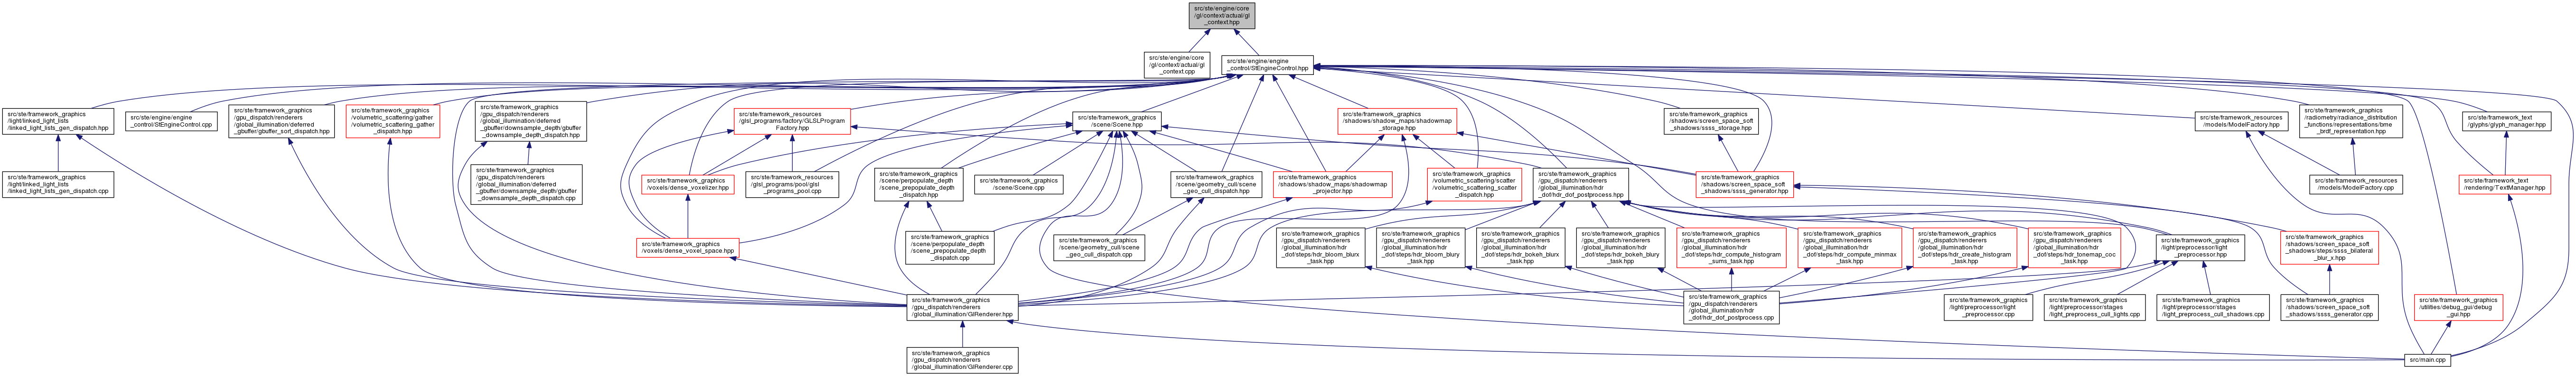 src/ste/engine/core
/gl/context/actual/gl
_context.hpp
src/ste/engine/core
/gl/context/actual/gl
_context.cpp
src/ste/engine/engine
_control/StEngineControl.hpp
src/ste/framework_graphics
/light/linked_light_lists
/linked_light_lists_gen_dispatch.hpp
src/ste/engine/engine
_control/StEngineControl.cpp
src/ste/framework_graphics
/gpu_dispatch/renderers
/global_illumination/deferred
_gbuffer/gbuffer_sort_dispatch.hpp
src/ste/framework_graphics
/volumetric_scattering/gather
/volumetric_scattering_gather
_dispatch.hpp
src/ste/framework_graphics
/gpu_dispatch/renderers
/global_illumination/deferred
_gbuffer/downsample_depth/gbuffer
_downsample_depth_dispatch.hpp
src/ste/framework_resources
/glsl_programs/factory/GLSLProgram
Factory.hpp
src/ste/framework_graphics
/scene/Scene.hpp
src/ste/framework_graphics
/shadows/shadow_maps/shadowmap
_storage.hpp
src/ste/framework_graphics
/shadows/screen_space_soft
_shadows/ssss_storage.hpp
src/ste/framework_resources
/models/ModelFactory.hpp
src/ste/framework_graphics
/radiometry/radiance_distribution
_functions/representations/bme
_brdf_representation.hpp
src/ste/framework_text
/glyphs/glyph_manager.hpp
src/ste/framework_graphics
/light/linked_light_lists
/linked_light_lists_gen_dispatch.cpp
src/ste/framework_graphics
/gpu_dispatch/renderers
/global_illumination/deferred
_gbuffer/downsample_depth/gbuffer
_downsample_depth_dispatch.cpp
src/ste/framework_graphics
/voxels/dense_voxelizer.hpp
src/ste/framework_resources
/glsl_programs/pool/glsl
_programs_pool.cpp
src/ste/framework_graphics
/scene/perpopulate_depth
/scene_prepopulate_depth
_dispatch.hpp
src/ste/framework_graphics
/scene/Scene.cpp
src/ste/framework_graphics
/scene/geometry_cull/scene
_geo_cull_dispatch.hpp
src/ste/framework_graphics
/shadows/shadow_maps/shadowmap
_projector.hpp
src/ste/framework_graphics
/volumetric_scattering/scatter
/volumetric_scattering_scatter
_dispatch.hpp
src/ste/framework_graphics
/gpu_dispatch/renderers
/global_illumination/hdr
_dof/hdr_dof_postprocess.hpp
src/ste/framework_graphics
/shadows/screen_space_soft
_shadows/ssss_generator.hpp
src/ste/framework_resources
/models/ModelFactory.cpp
src/ste/framework_text
/rendering/TextManager.hpp
src/ste/framework_graphics
/voxels/dense_voxel_space.hpp
src/ste/framework_graphics
/scene/perpopulate_depth
/scene_prepopulate_depth
_dispatch.cpp
src/ste/framework_graphics
/scene/geometry_cull/scene
_geo_cull_dispatch.cpp
src/ste/framework_graphics
/gpu_dispatch/renderers
/global_illumination/hdr
_dof/steps/hdr_bloom_blurx
_task.hpp
src/ste/framework_graphics
/gpu_dispatch/renderers
/global_illumination/hdr
_dof/steps/hdr_bloom_blury
_task.hpp
src/ste/framework_graphics
/gpu_dispatch/renderers
/global_illumination/hdr
_dof/steps/hdr_bokeh_blurx
_task.hpp
src/ste/framework_graphics
/gpu_dispatch/renderers
/global_illumination/hdr
_dof/steps/hdr_bokeh_blury
_task.hpp
src/ste/framework_graphics
/gpu_dispatch/renderers
/global_illumination/hdr
_dof/steps/hdr_compute_histogram
_sums_task.hpp
src/ste/framework_graphics
/gpu_dispatch/renderers
/global_illumination/hdr
_dof/steps/hdr_compute_minmax
_task.hpp
src/ste/framework_graphics
/gpu_dispatch/renderers
/global_illumination/hdr
_dof/steps/hdr_create_histogram
_task.hpp
src/ste/framework_graphics
/gpu_dispatch/renderers
/global_illumination/hdr
_dof/steps/hdr_tonemap_coc
_task.hpp
src/ste/framework_graphics
/light/preprocessor/light
_preprocessor.hpp
src/ste/framework_graphics
/shadows/screen_space_soft
_shadows/steps/ssss_bilateral
_blur_x.hpp
src/ste/framework_graphics
/gpu_dispatch/renderers
/global_illumination/GIRenderer.hpp
src/ste/framework_graphics
/gpu_dispatch/renderers
/global_illumination/hdr
_dof/hdr_dof_postprocess.cpp
src/ste/framework_graphics
/light/preprocessor/light
_preprocessor.cpp
src/ste/framework_graphics
/light/preprocessor/stages
/light_preprocess_cull_lights.cpp
src/ste/framework_graphics
/light/preprocessor/stages
/light_preprocess_cull_shadows.cpp
src/ste/framework_graphics
/shadows/screen_space_soft
_shadows/ssss_generator.cpp
src/ste/framework_graphics
/utilities/debug_gui/debug
_gui.hpp
src/ste/framework_graphics
/gpu_dispatch/renderers
/global_illumination/GIRenderer.cpp
src/main.cpp